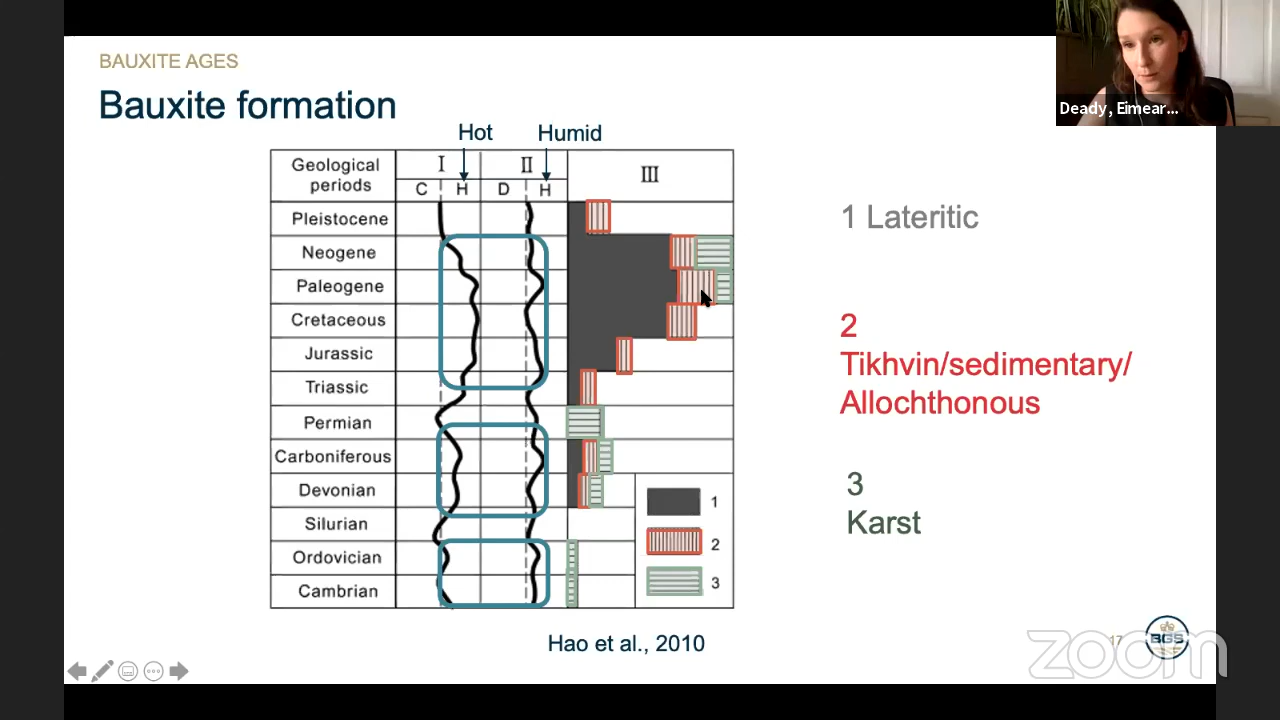 BAUXITE AGES
Bauxite formation
Deady, Eimear...
Hot Humid
Geological periods I II III
C H D H
Pleistocene
Neogene
Paleogene
Cretaceous
Jurassic
Triassic
Permian
Carboniferous
Devonian
Silurian
Ordovician
Cambrian
1
2
3
1 Lateritic
2
Tikhvin/sedimentary/
Allochthonous
3
Karst
Hao et al., 2010
17
BGS
zoom